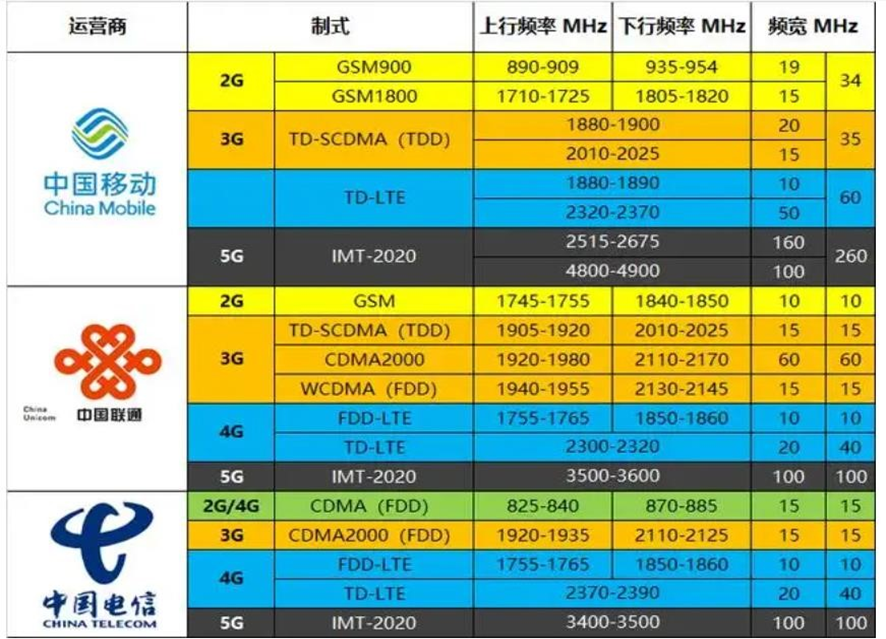 运营商 制式 上行频率 MHz 下行频率 MHz 频宽 MHz
2G GSM900 890-909 935-954 19 34
GSM1800 1710-1725 1805-1820 15
3G TD-SCDMA (TDD) 1880-1900 20 35
2010-2025 15
中国移动
China Mobile
TD-LTE 1880-1890 10 60
2320-2370 50
5G IMT-2020 2515-2675 160 260
4800-4900 100
2G GSM 1745-1755 1840-1850 10 10
3G TD-SCDMA (TDD) 1905-1920 2010-2025 15 15
CDMA2000 1920-1980 2110-2170 60 60
WCDMA (FDD) 1940-1955 2130-2145 15 15
China
Unicom
中国联通
4G FDD-LTE 1755-1765 1850-1860 10 10
TD-LTE 2300-2320 20 40
5G IMT-2020 3500-3600 100 100
2G/4G CDMA (FDD) 825-840 870-885 15 15
3G CDMA2000 (FDD) 1920-1935 2110-2125 15 15
4G FDD-LTE 1755-1765 1850-1860 10 10
TD-LTE 2370-2390 20 40
中国电信
CHINA TELECOM
5G IMT-2020 3400-3500 100 100